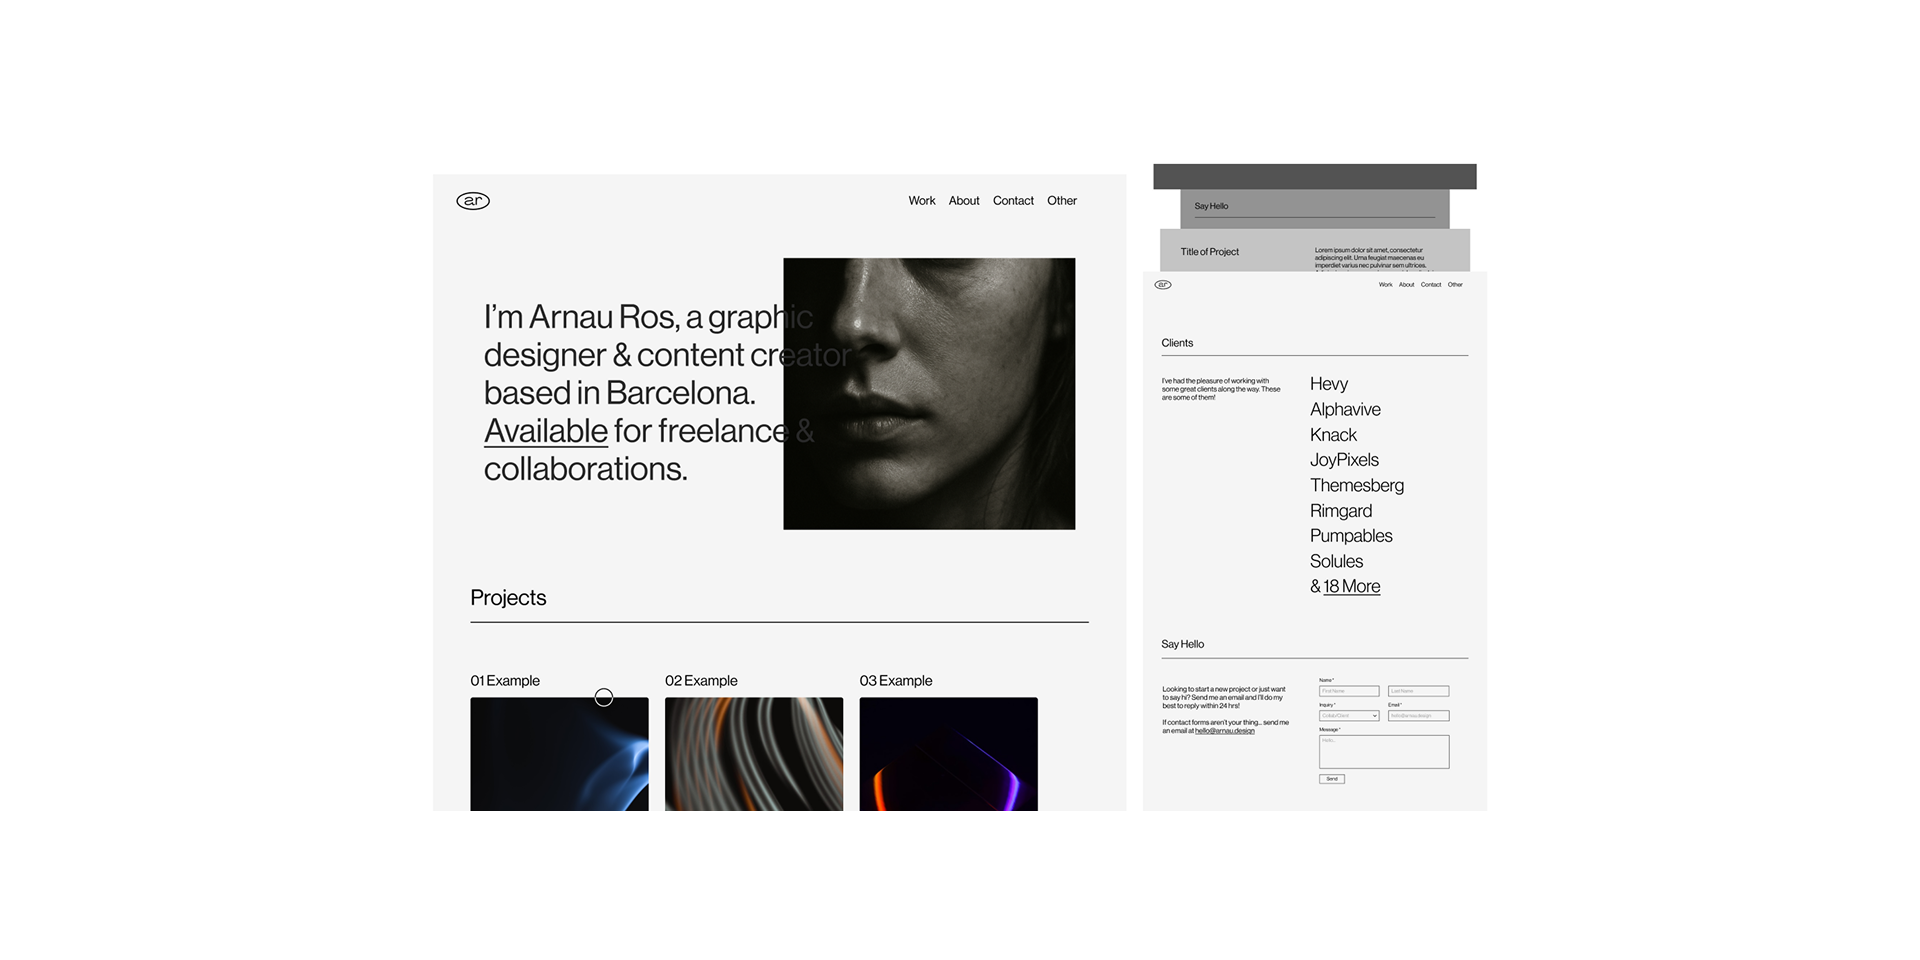 ar
Work About Contact Other
I'm Arnau Ros, a graphic
designer & content creator
based in Barcelona.
Available for freelance &
collaborations.
Projects
01 Example
02 Example
03 Example
Say Hello
Title of Project
Lorem ipsum dolor sit amet, consectetur
adipiscing elit. Urna feugiat maecenas eu
imperdiet varius nec pulvinar sem ultrices.
ar
Work About Contact Other
Clients
I've had the pleasure of working with
some great clients along the way. These
are some of them!
Hevy
Alphavive
Knack
JoyPixels
Themesberg
Rimgard
Pumpables
Solules
& 18 More
Say Hello
Looking to start a new project or just want
to say hi? Send me an email and I'll do my
best to reply within 24 hrs!
If contact forms aren't your thing... send me
an email at hello@arnau.design
Name*
First Name
Last Name
Inquiry*
Email*
Collab/Client
hello@arnau.design
Message*
Hello...
Send